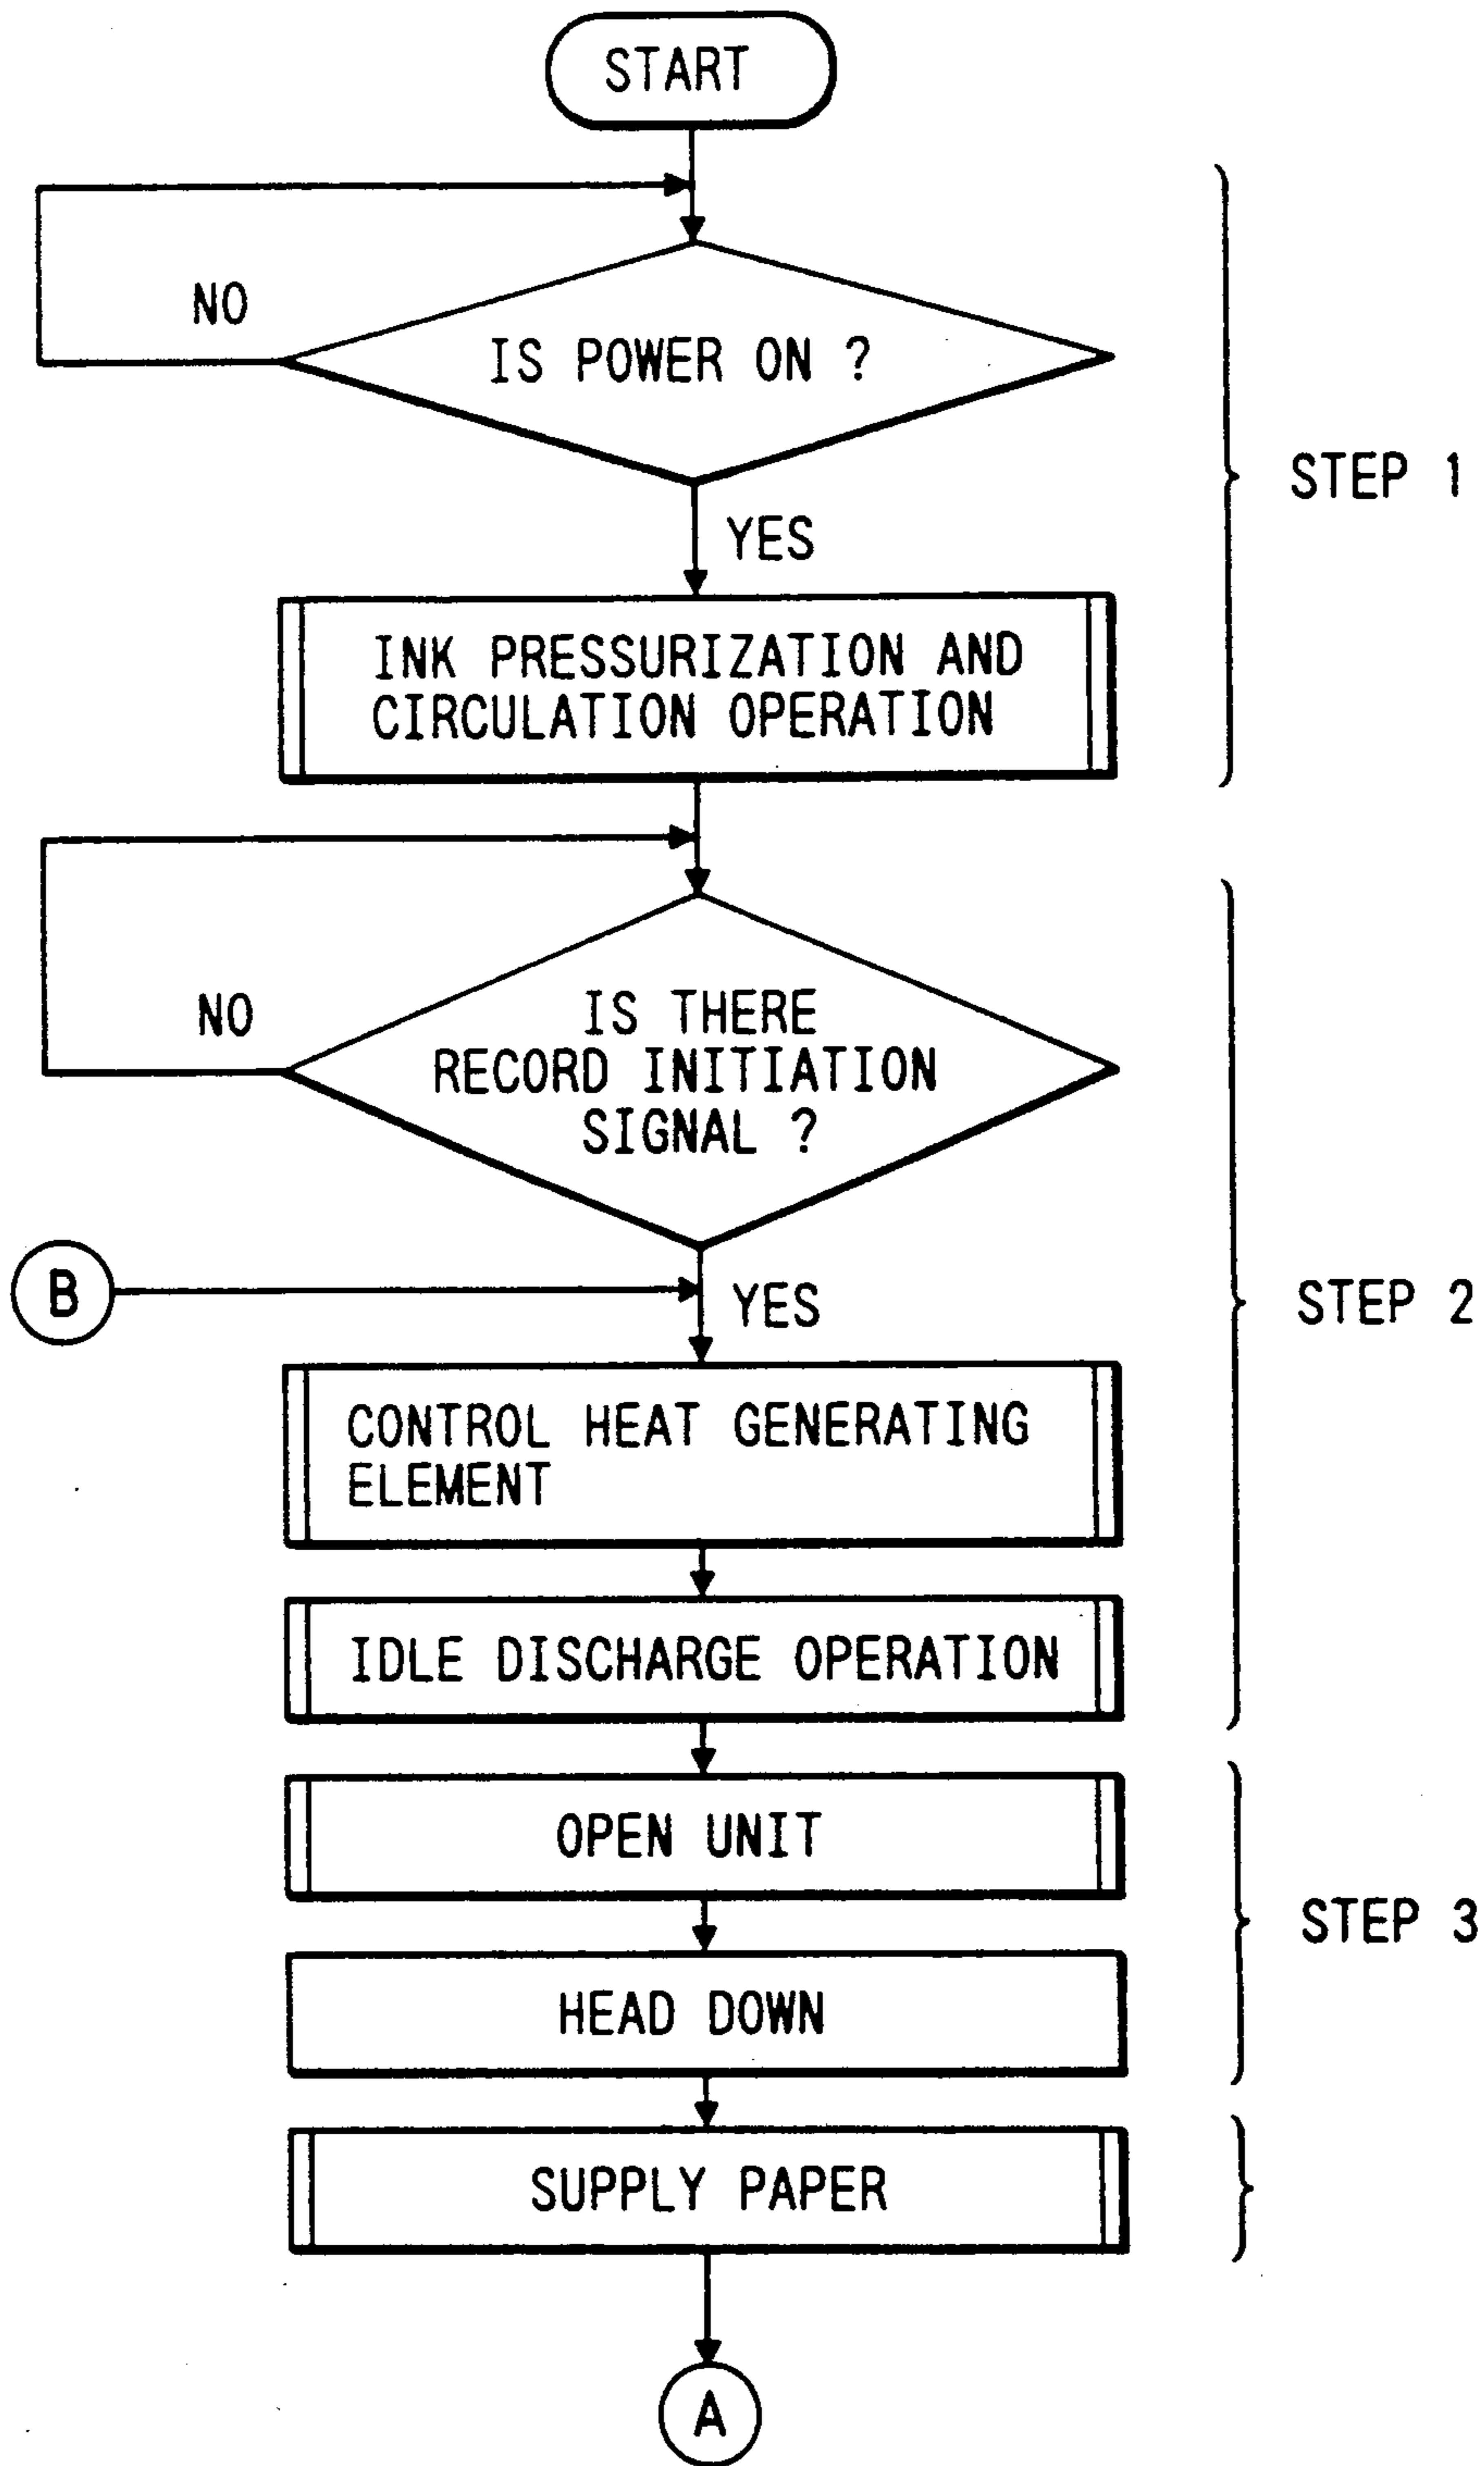 START
NO
IS POWER ON ?
STEP 1
YES
INK PRESSURIZATION AND
CIRCULATION OPERATION
NO
IS THERE
RECORD INITIATION
SIGNAL ?
B
YES
STEP 2
CONTROL HEAT GENERATING
ELEMENT
IDLE DISCHARGE OPERATION
OPEN UNIT
STEP 3
HEAD DOWN
SUPPLY PAPER
A